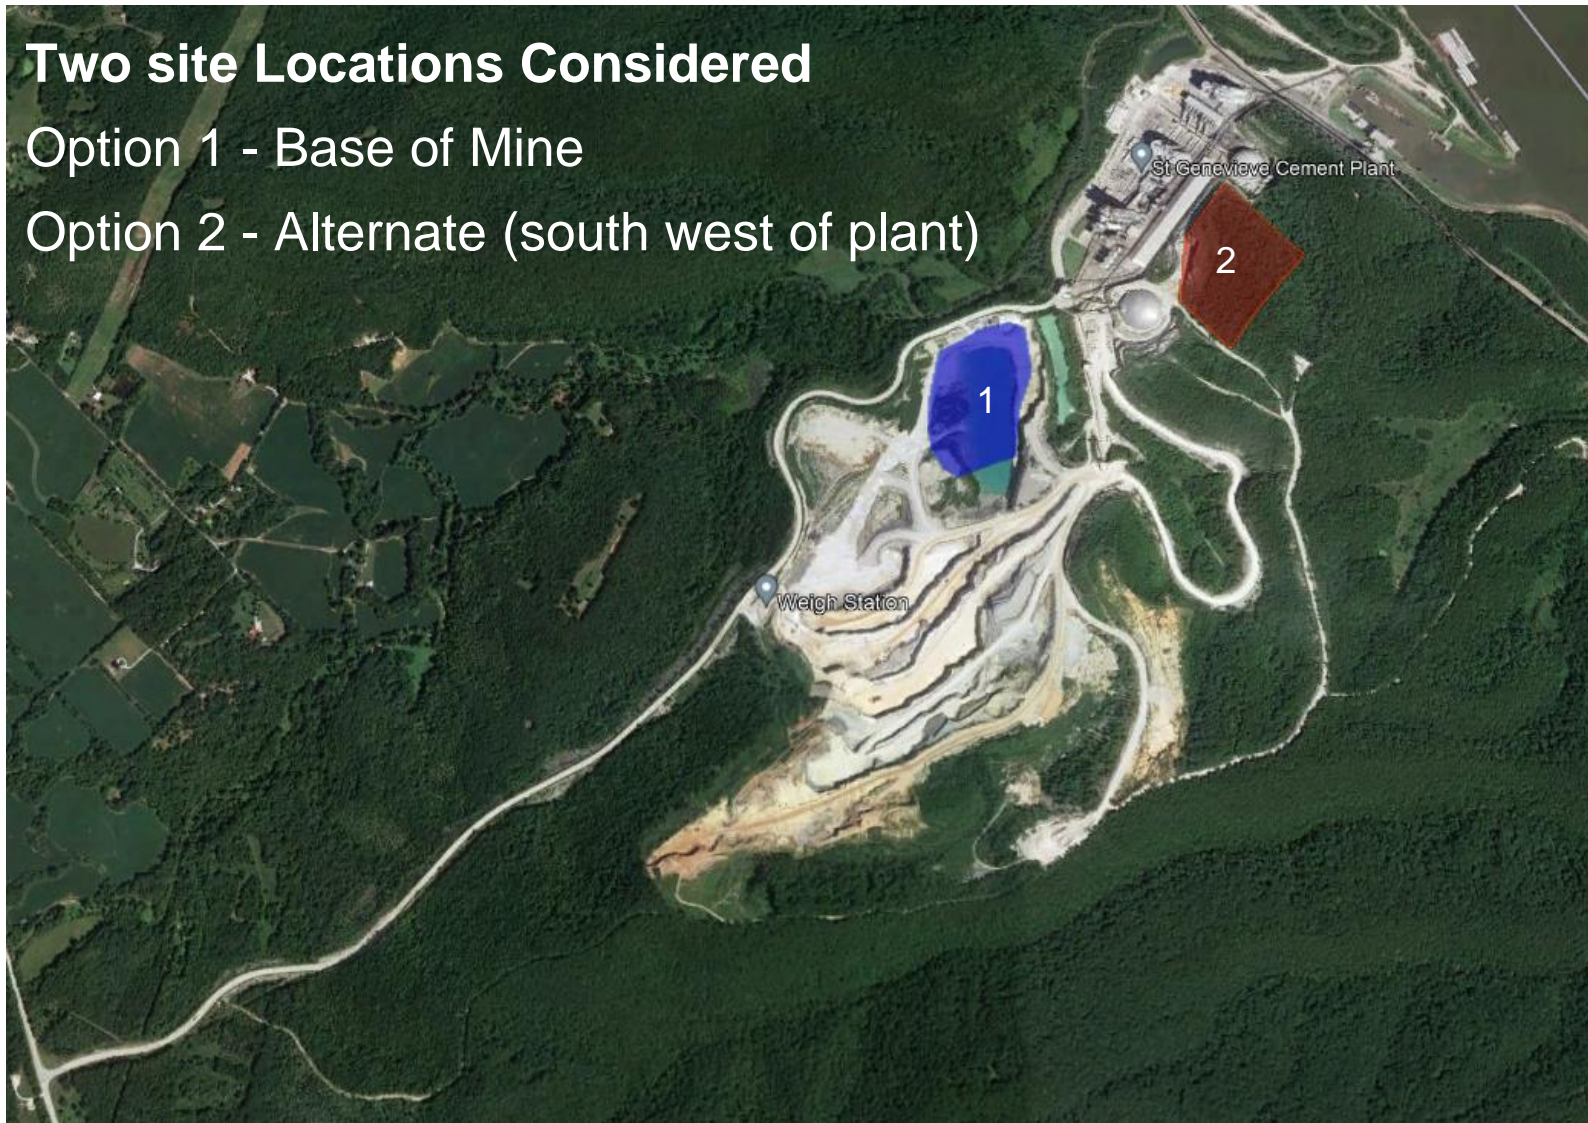 Two site Locations Considered
Option 1 - Base of Mine
Option 2 - Alternate (south west of plant)
St Genevieve Cement Plant
2
1
Weigh Station